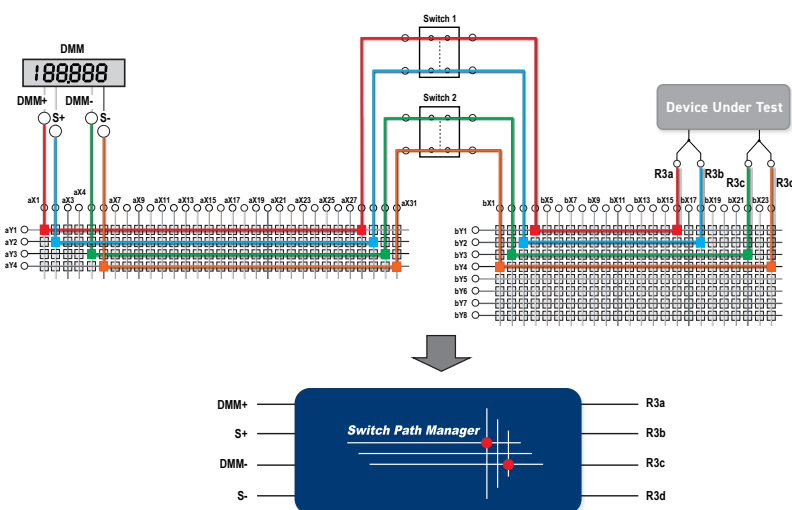 Switch 1
DMM
188.888
DMM+ DMM-
S+ S-
Switch 2
Device Under Test
R3a R3b R3c R3d
aX1 aX3 aX4 aX7 aX9 aX11 aX13 aX15 aX17 aX19 aX21 aX23 aX25 aX27 aX31
bX1 bX5 bX7 bX9 bX11 bX13 bX15 bX17 bX19 bX21 bX23
aY1
aY2
aY3
aY4
bY1
bY2
bY3
bY4
bY5
bY6
bY7
bY8
DMM+ R3a
S+ Switch Path Manager R3b
DMM- R3c
S- R3d